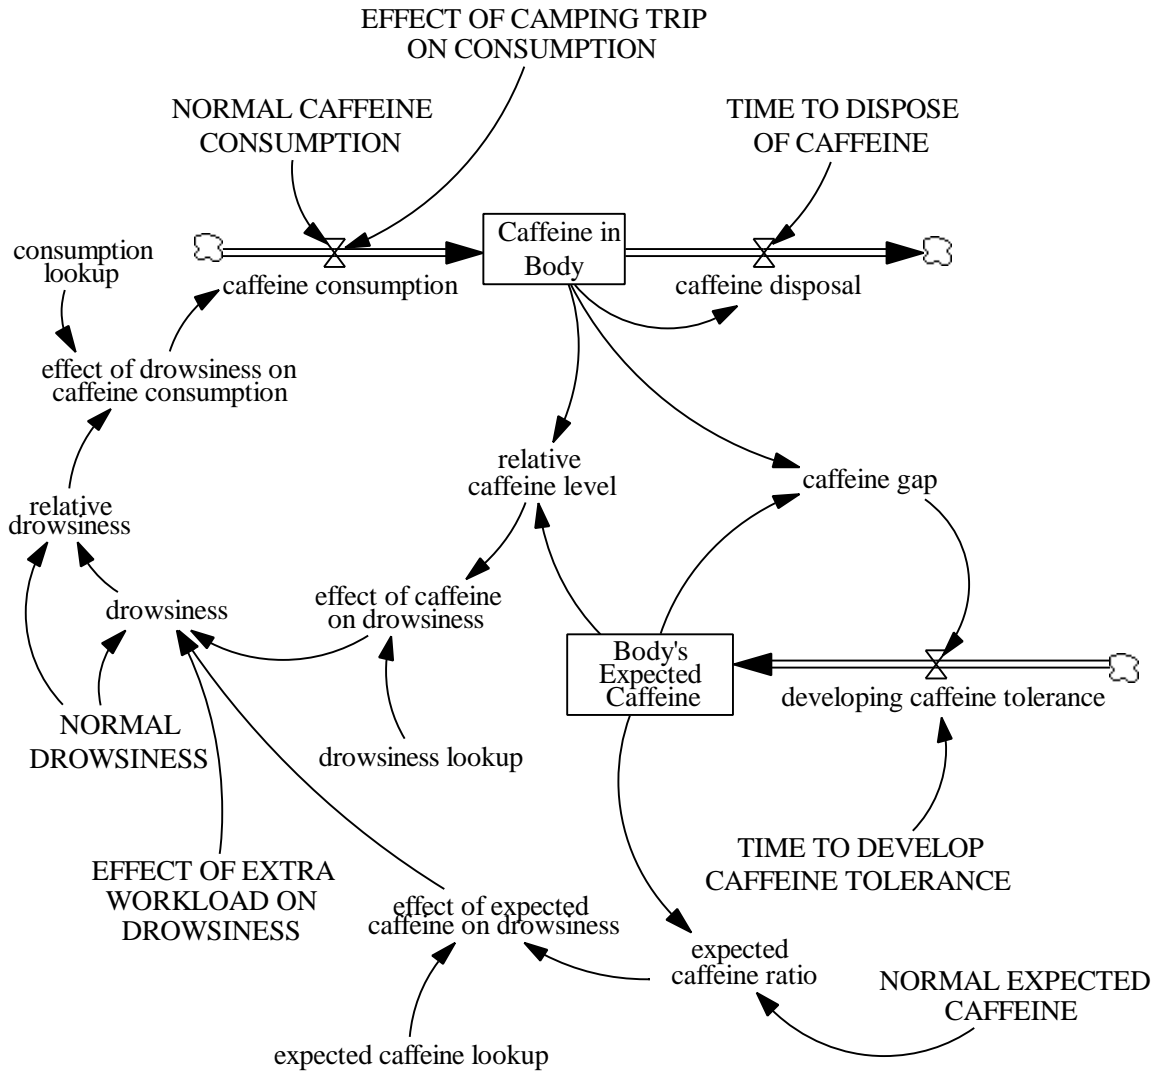 EFFECT OF CAMPING TRIP
ON CONSUMPTION
NORMAL CAFFEINE
CONSUMPTION
TIME TO DISPOSE
OF CAFFEINE
consumption
lookup
caffeine consumption
Caffeine in
Body
caffeine disposal
effect of drowsiness on
caffeine consumption
relative
caffeine level
caffeine gap
relative
drowsiness
drowsiness
effect of caffeine
on drowsiness
Body's
Expected
Caffeine
developing caffeine tolerance
NORMAL
DROWSINESS
drowsiness lookup
TIME TO DEVELOP
CAFFEINE TOLERANCE
EFFECT OF EXTRA
WORKLOAD ON
DROWSINESS
effect of expected
caffeine on drowsiness
expected
caffeine ratio
NORMAL EXPECTED
CAFFEINE
expected caffeine lookup